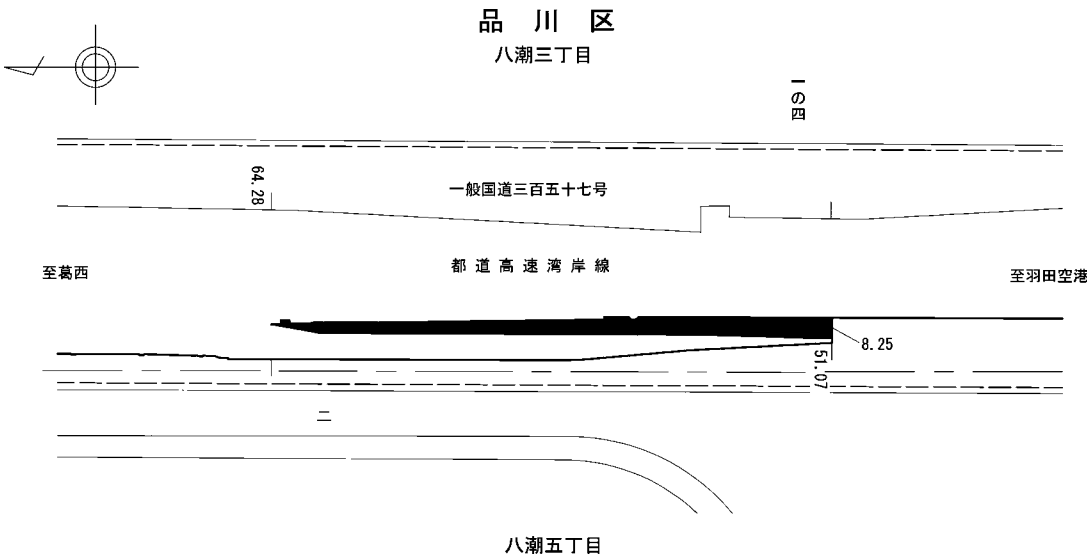 品川区
八潮三丁目
一の四
64.28
一般国道三百五十七号
都道高速湾岸線
至葛西
至羽田空港
8.25
51.07
二
八潮五丁目